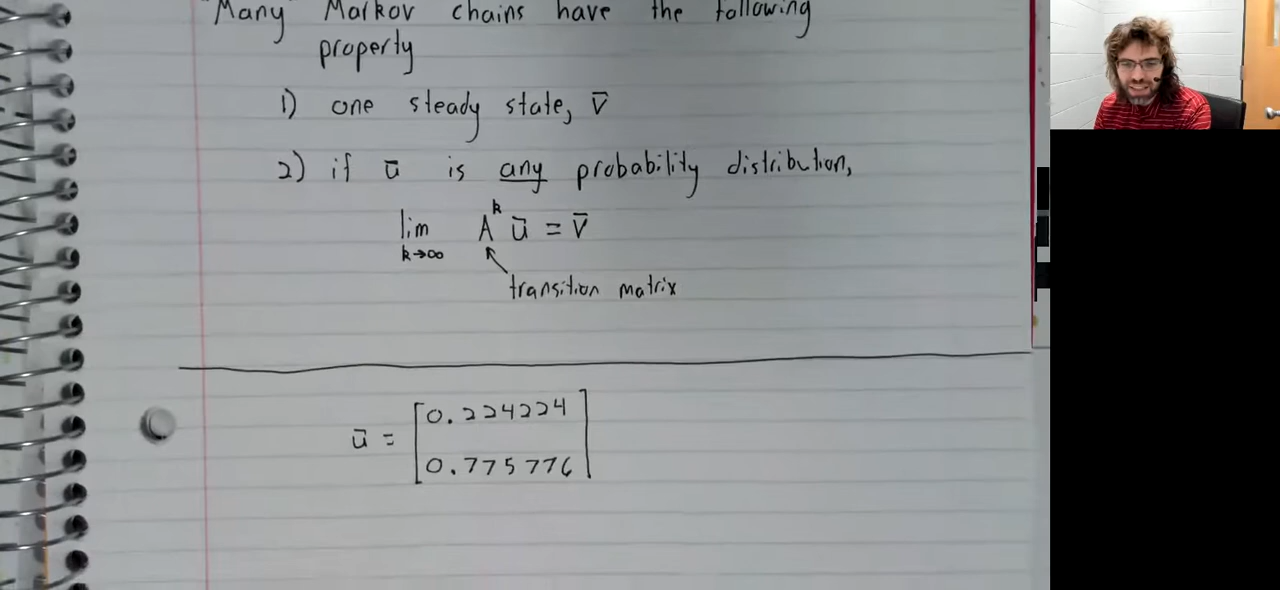 "Many" Markov chains have the following
property
1) one steady state, v̄
2) if ū is any probability distribution,
lim k→∞ A^k ū = v̄
transition matrix
ū = [0.224224
0.775776]